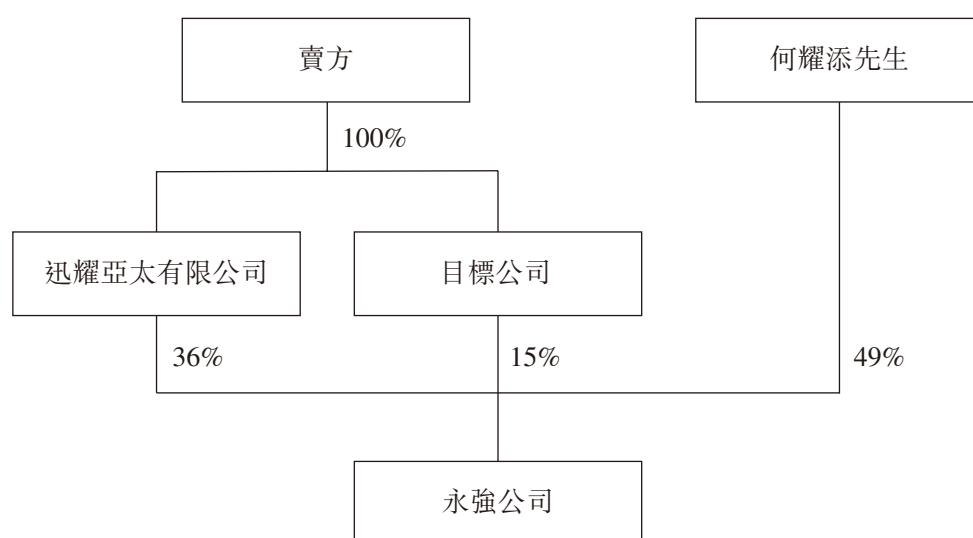 賣方
何耀添先生
100%
迅耀亞太有限公司
目標公司
36%
15%
49%
永強公司